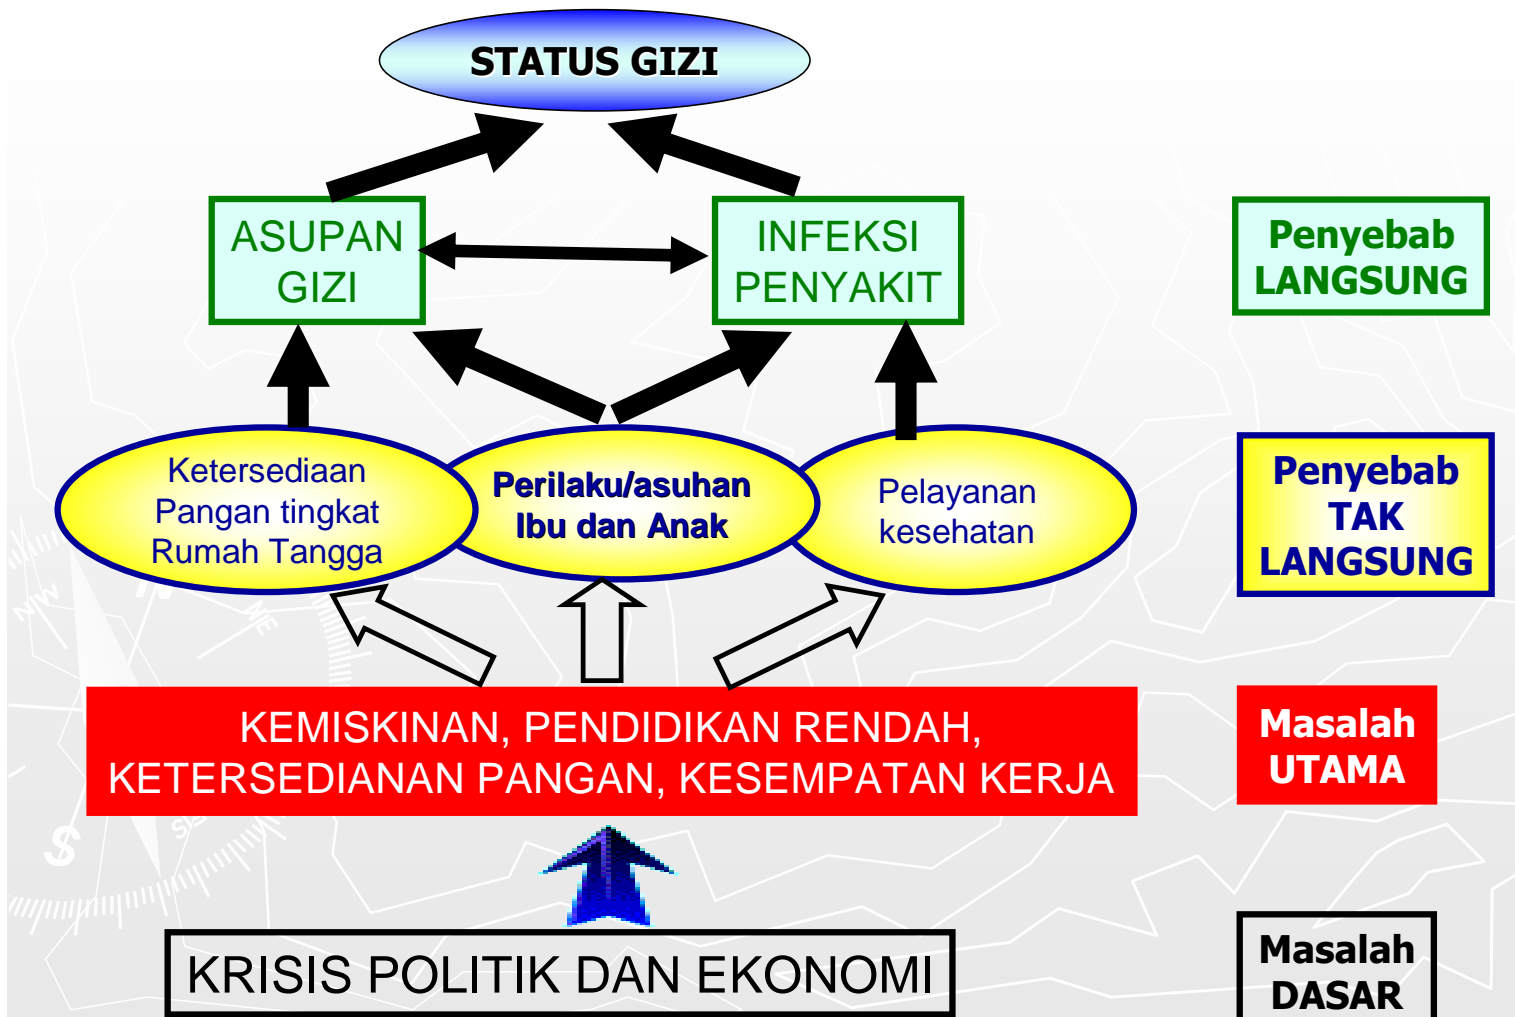 STATUS GIZI
ASUPAN
GIZI
INFEKSI
PENYAKIT
Penyebab
LANGSUNG
Ketersediaan
Pangan tingkat
Rumah Tangga
Perilaku/asuhan
Ibu dan Anak
Pelayanan
kesehatan
Penyebab
TAK
LANGSUNG
KEMISKINAN, PENDIDIKAN RENDAH,
KETERSEDIANAN PANGAN, KESEMPATAN KERJA
Masalah
UTAMA
KRISIS POLITIK DAN EKONOMI
Masalah
DASAR
NW
N
NE
S